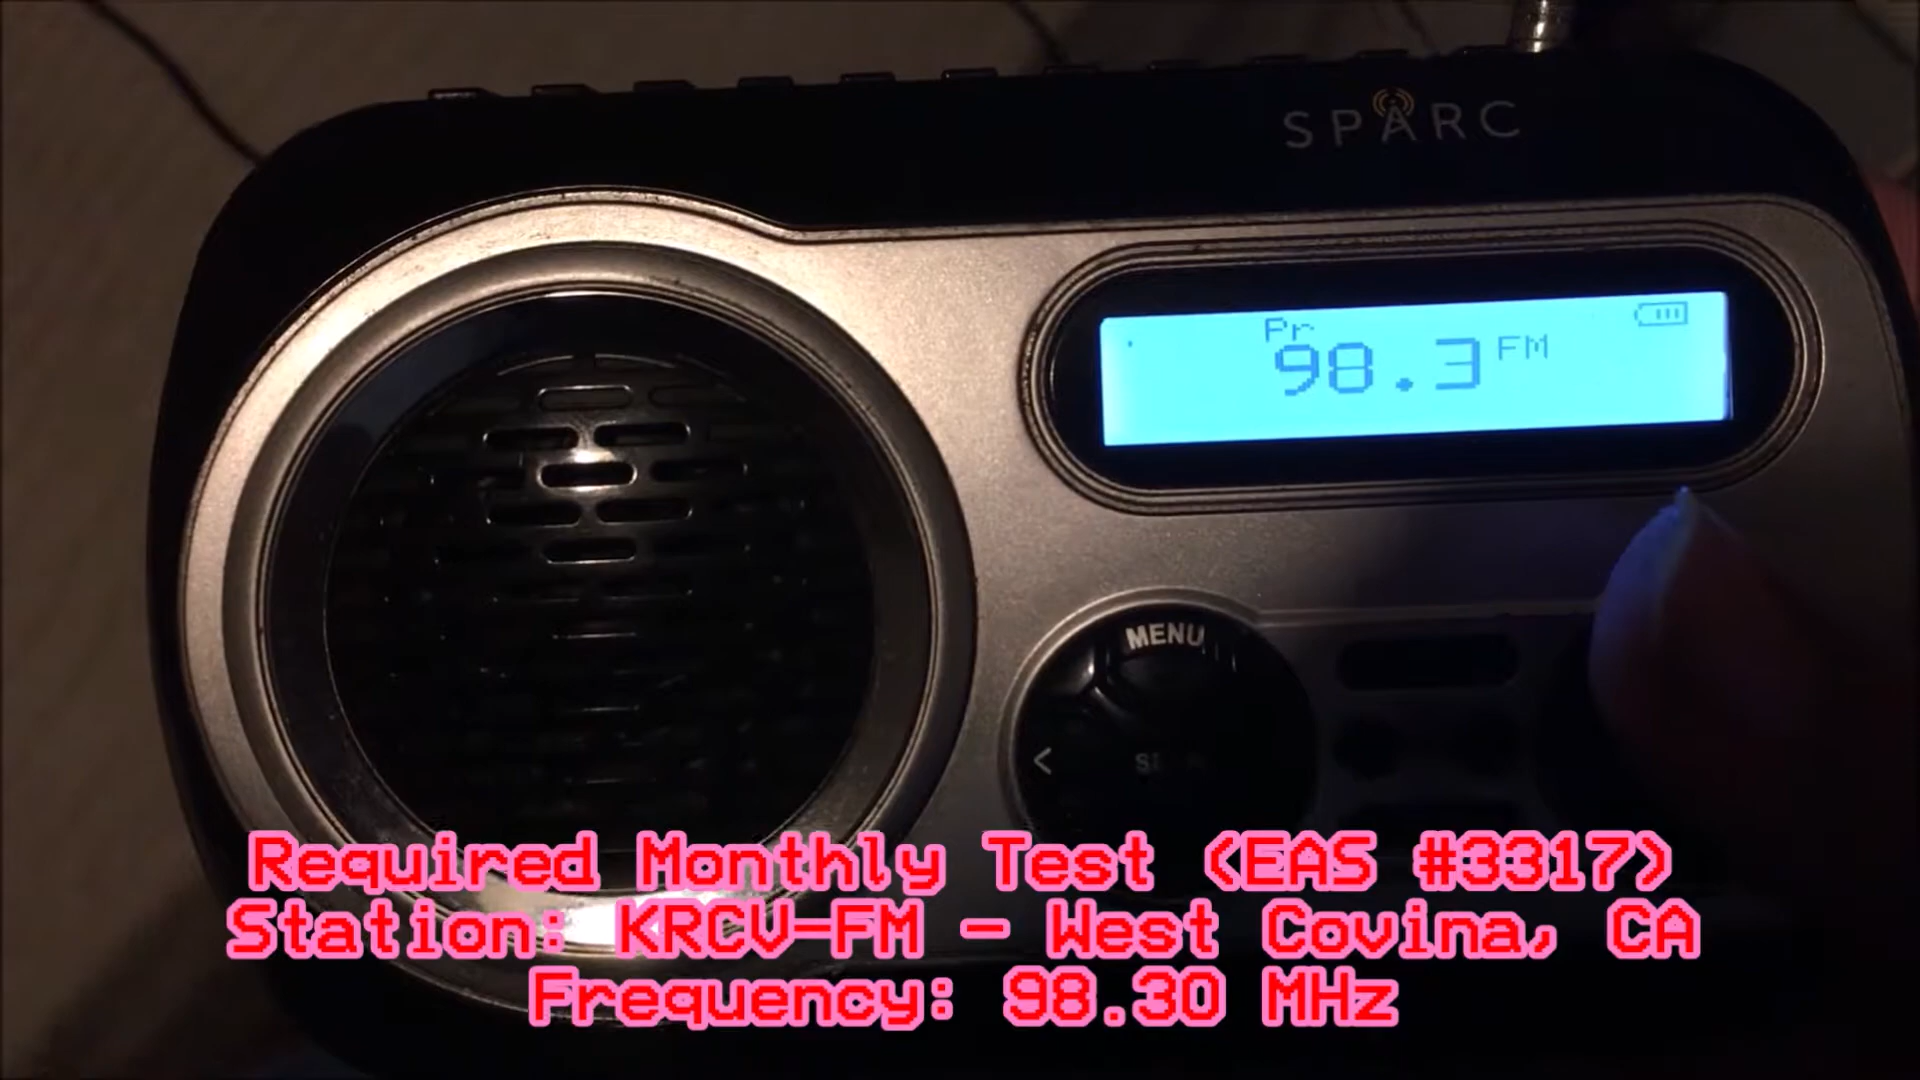 SPARC
Pr
98.3 FM
MENU
<
Required Monthly Test (EAS #3317)
Station: KRCV-FM - West Covina, CA
Frequency: 98.30 MHz